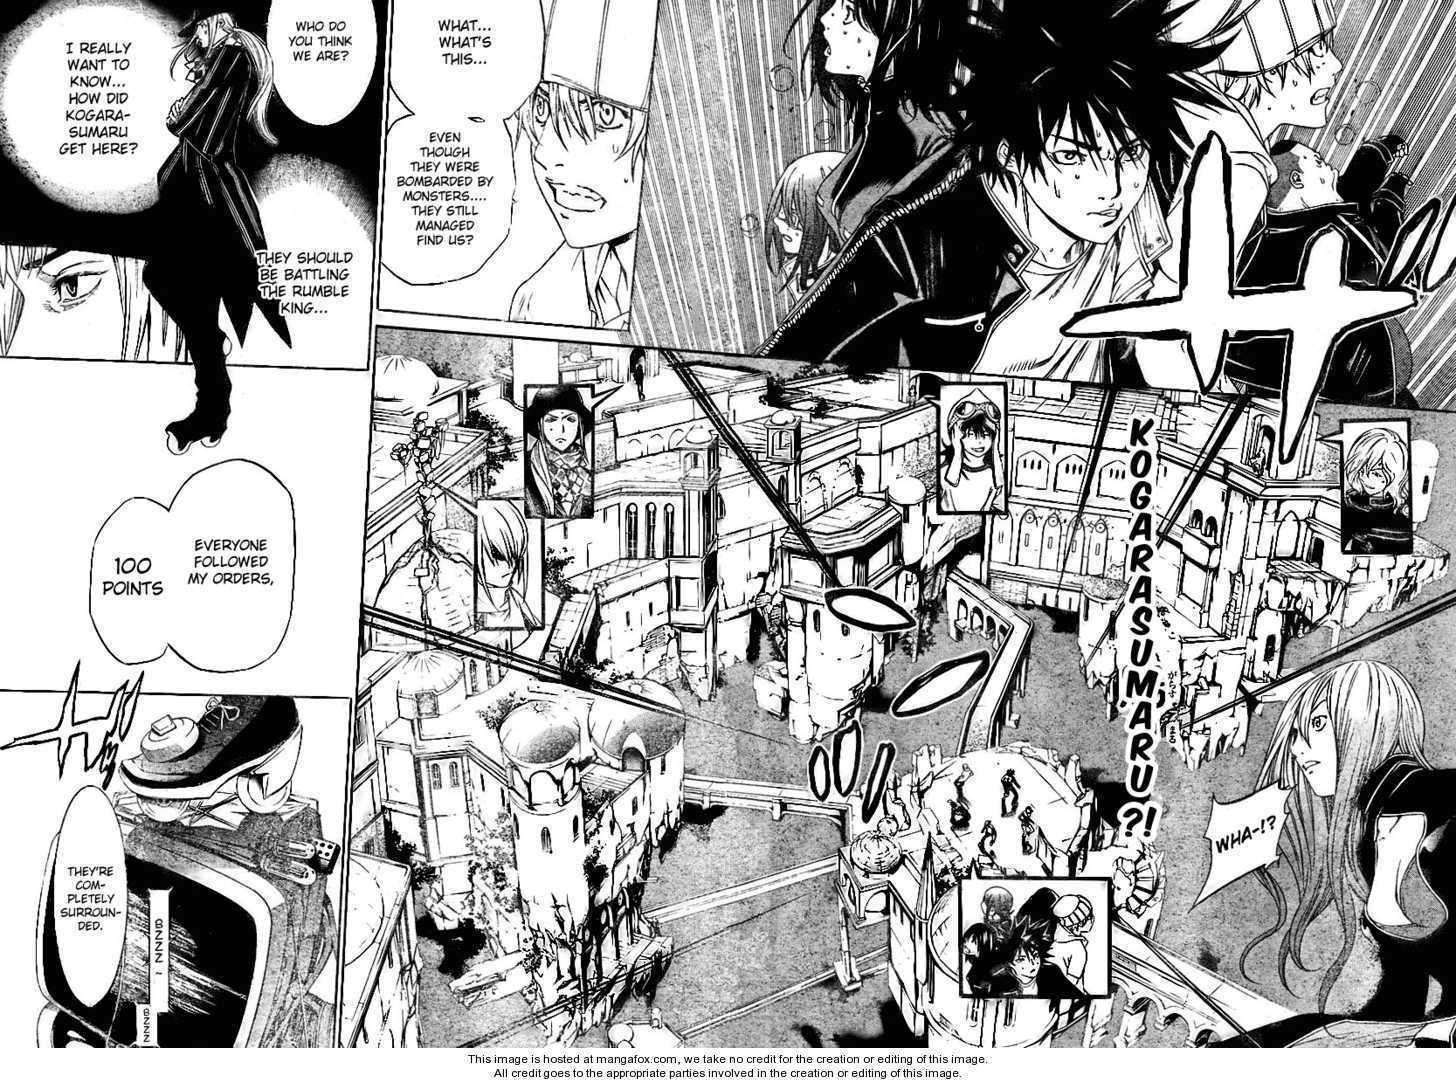 WHA-!?
KOGARASUMARU?!
WHAT...
WHAT'S
THIS...
EVEN
THOUGH
THEY WERE
BOMBARDED BY
MONSTERS....
THEY STILL
MANAGED
FIND US?
WHO DO
YOU THINK
WE ARE?
I REALLY
WANT TO
KNOW...
HOW DID
KOGARA-
SUMARU
GET HERE?
THEY SHOULD
BE BATTLING
THE RUMBLE
KING...
EVERYONE
FOLLOWED
MY ORDERS,
100
POINTS
THEY'RE
COM-
PLETELY
SURROUN-
DED.
BZZZ~
BZZZ
This image is hosted at mangafox.com, we take no credit for the creation or editing of this image.
All credit goes to the appropriate parties involved in the creation or editing of this image.